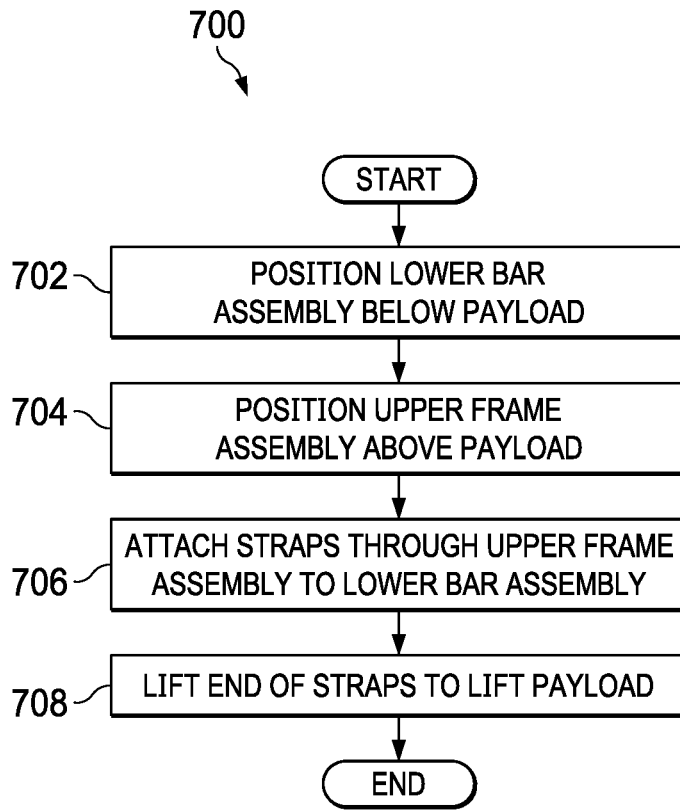 700
START
702
POSITION LOWER BAR
ASSEMBLY BELOW PAYLOAD
704
POSITION UPPER FRAME
ASSEMBLY ABOVE PAYLOAD
706
ATTACH STRAPS THROUGH UPPER FRAME
ASSEMBLY TO LOWER BAR ASSEMBLY
708
LIFT END OF STRAPS TO LIFT PAYLOAD
END